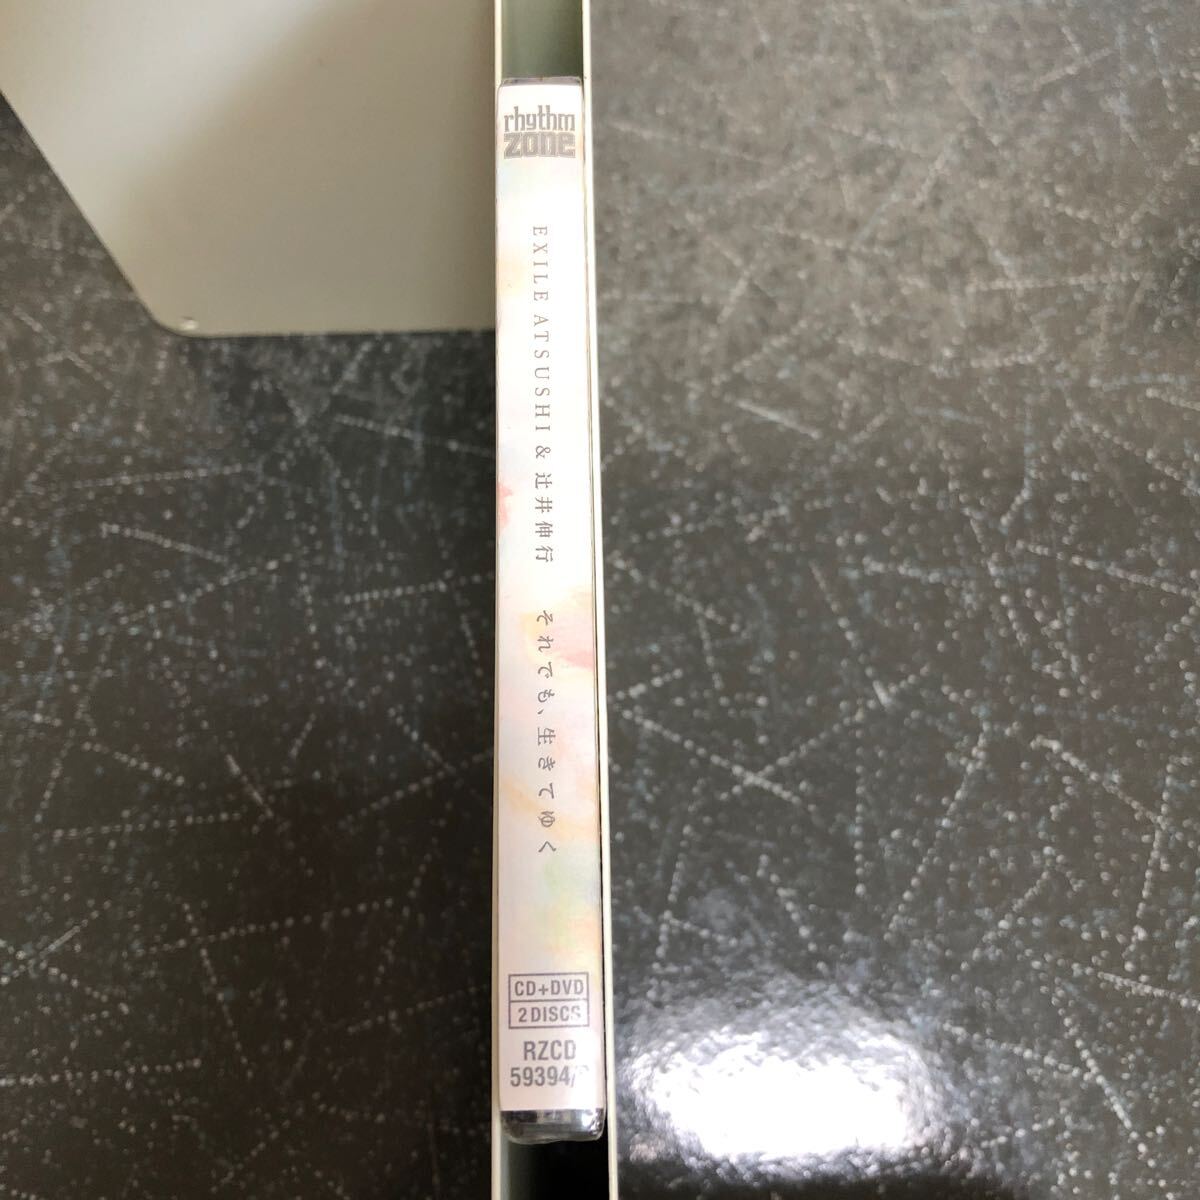 rhythm
zone
EXILE ATSUSHI & 辻井伸行 それでも、生きてゆく
CD+DVD
2 DISCS
RZCD
59394/